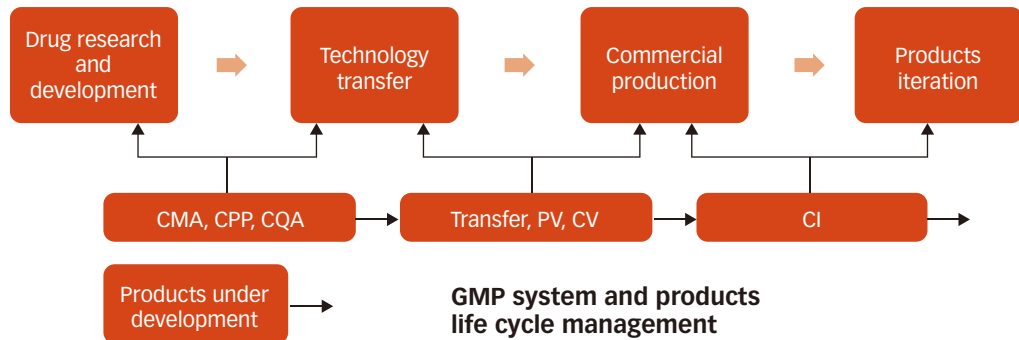 Drug research
and
development
Technology
transfer
Commercial
production
Products
iteration
CMA, CPP, CQA
Transfer, PV, CV
CI
Products under
development
GMP system and products
life cycle management